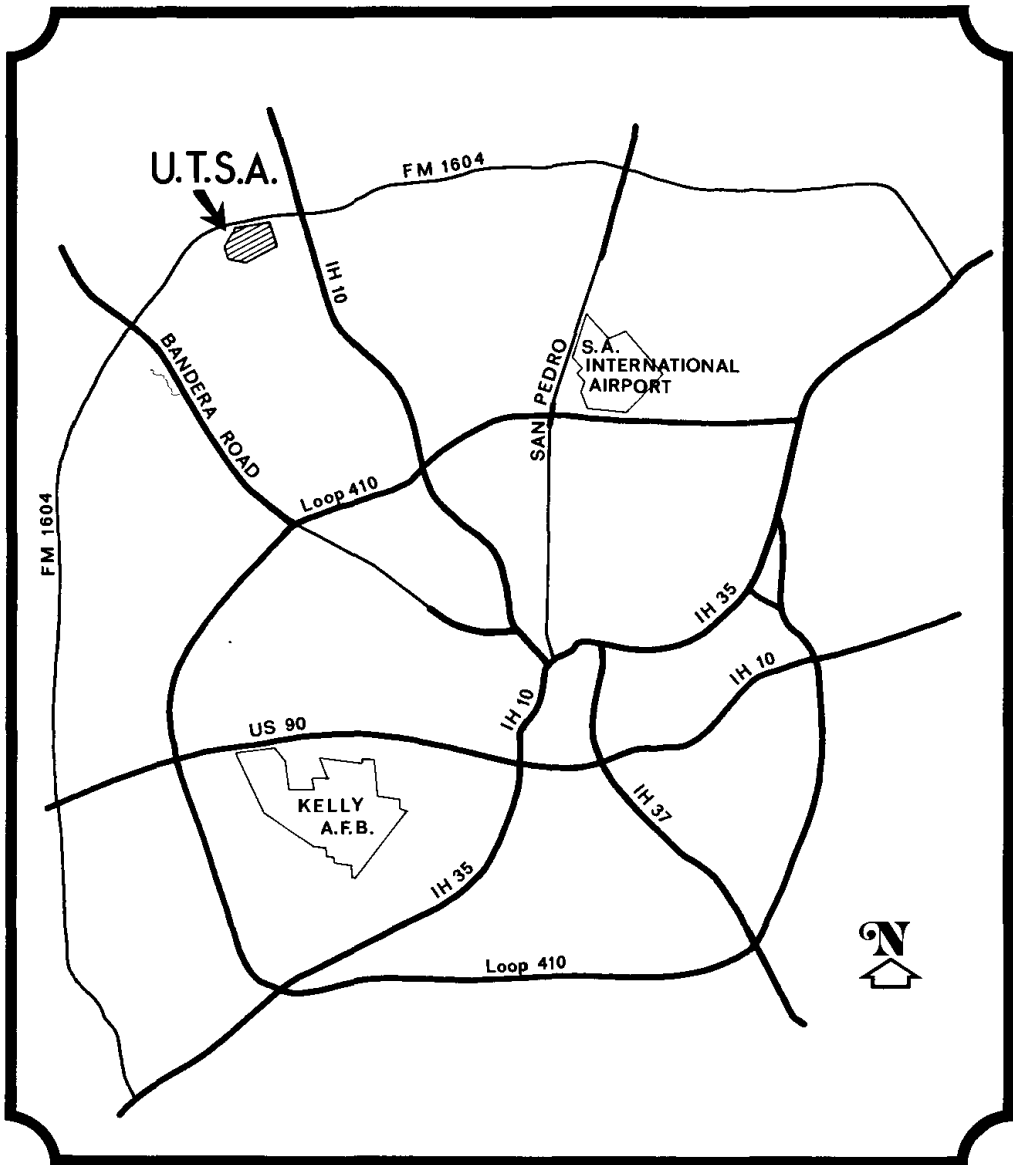 U.T.S.A.
FM 1604
IH 10
BANDERA ROAD
SAN PEDRO
S.A.
INTERNATIONAL
AIRPORT
Loop 410
FM 1604
IH 35
IH 10
IH 10
US 90
KELLY
A.F.B.
IH 37
IH 35
Loop 410
N